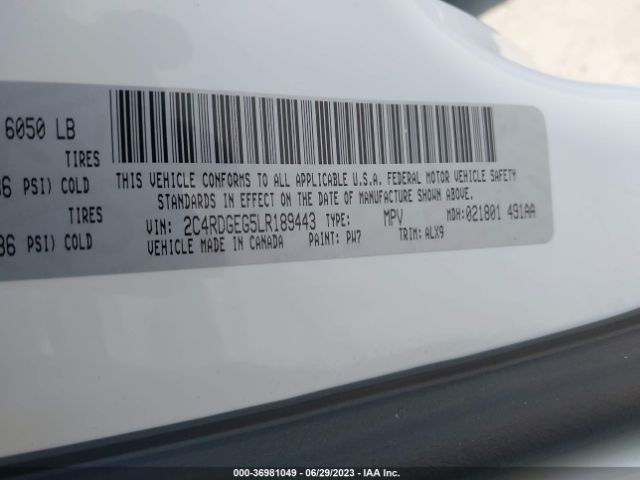 6050 LB
TIRES
36 PSI) COLD
36 PSI) COLD
THIS VEHICLE CONFORMS TO ALL APPLICABLE U.S.A. FEDERAL MOTOR VEHICLE SAFETY
STANDARDS IN EFFECT ON THE DATE OF MANUFACTURE SHOWN ABOVE.
VIN: 2C4RDGEG5LR189443 TYPE: MPV MDH:021801 491AA
VEHICLE MADE IN CANADA PAINT: PW7 TRIM: ALX9
000-36981049 - 06/29/2023 - IAA Inc.